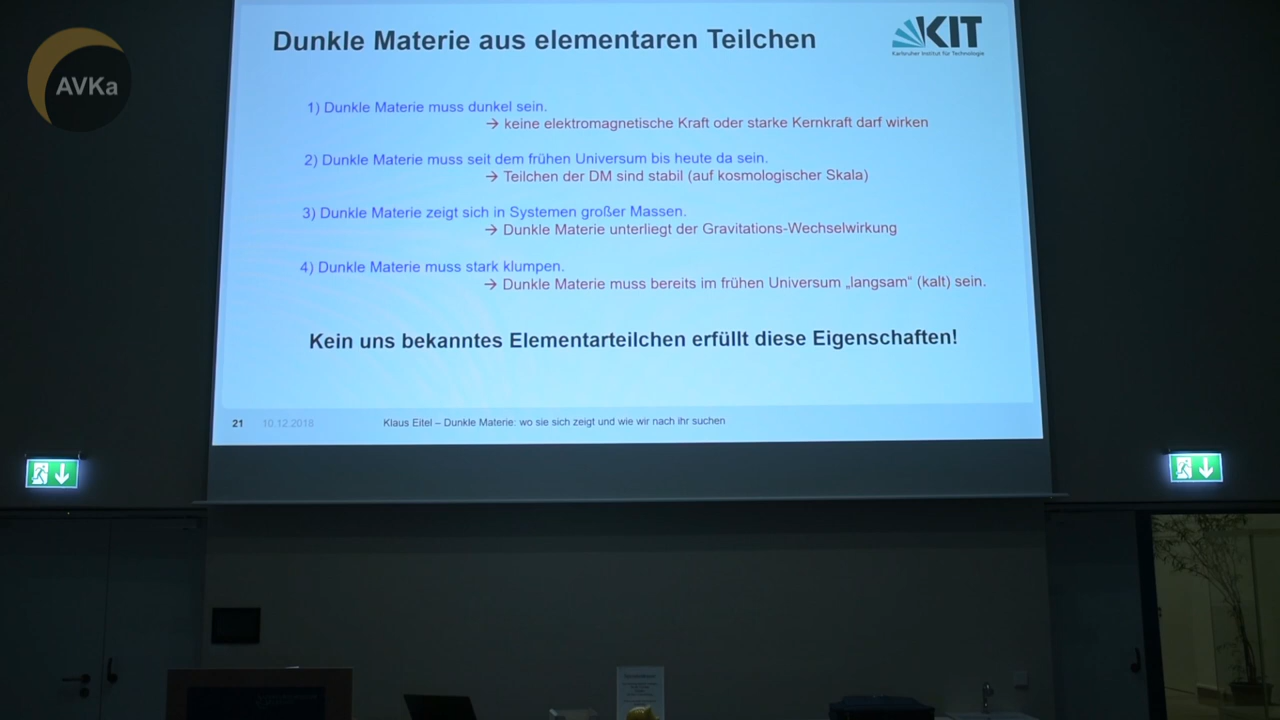 AVKa
Dunkle Materie aus elementaren Teilchen
KIT
Karlsruher Institut für Technologie
1) Dunkle Materie muss dunkel sein.
→ keine elektromagnetische Kraft oder starke Kernkraft darf wirken
2) Dunkle Materie muss seit dem frühen Universum bis heute da sein.
→ Teilchen der DM sind stabil (auf kosmologischer Skala)
3) Dunkle Materie zeigt sich in Systemen großer Massen.
→ Dunkle Materie unterliegt der Gravitations-Wechselwirkung
4) Dunkle Materie muss stark klumpen.
→ Dunkle Materie muss bereits im frühen Universum „langsam“ (kalt) sein.
Kein uns bekanntes Elementarteilchen erfüllt diese Eigenschaften!
21 10.12.2018 Klaus Eitel – Dunkle Materie: wo sie sich zeigt und wie wir nach ihr suchen